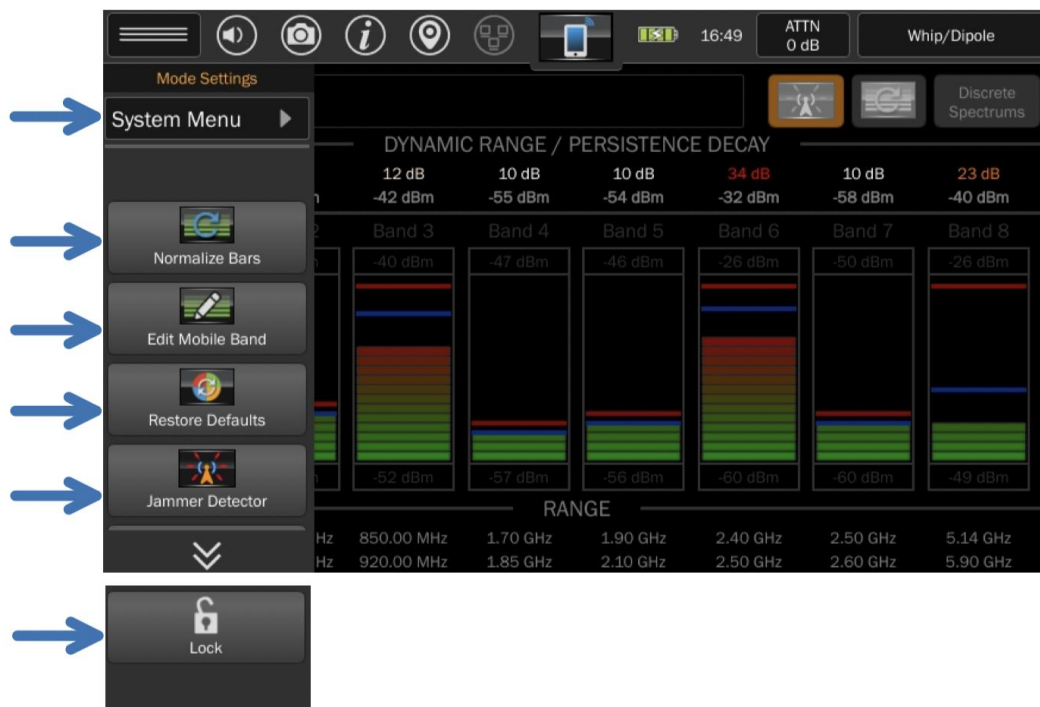 16:49
ATTN
0 dB
Whip/Dipole
Mode Settings
System Menu
Discrete
Spectrums
DYNAMIC RANGE / PERSISTENCE DECAY
12 dB 10 dB 10 dB 34 dB 10 dB 23 dB
-42 dBm -55 dBm -54 dBm -32 dBm -58 dBm -40 dBm
Band 3 Band 4 Band 5 Band 6 Band 7 Band 8
-40 dBm -47 dBm -46 dBm -26 dBm -50 dBm -26 dBm
Normalize Bars
Edit Mobile Band
Restore Defaults
Jammer Detector
-52 dBm -57 dBm -56 dBm -60 dBm -60 dBm -49 dBm
RANGE
Hz 850.00 MHz 1.70 GHz 1.90 GHz 2.40 GHz 2.50 GHz 5.14 GHz
Hz 920.00 MHz 1.85 GHz 2.10 GHz 2.50 GHz 2.60 GHz 5.90 GHz
Lock